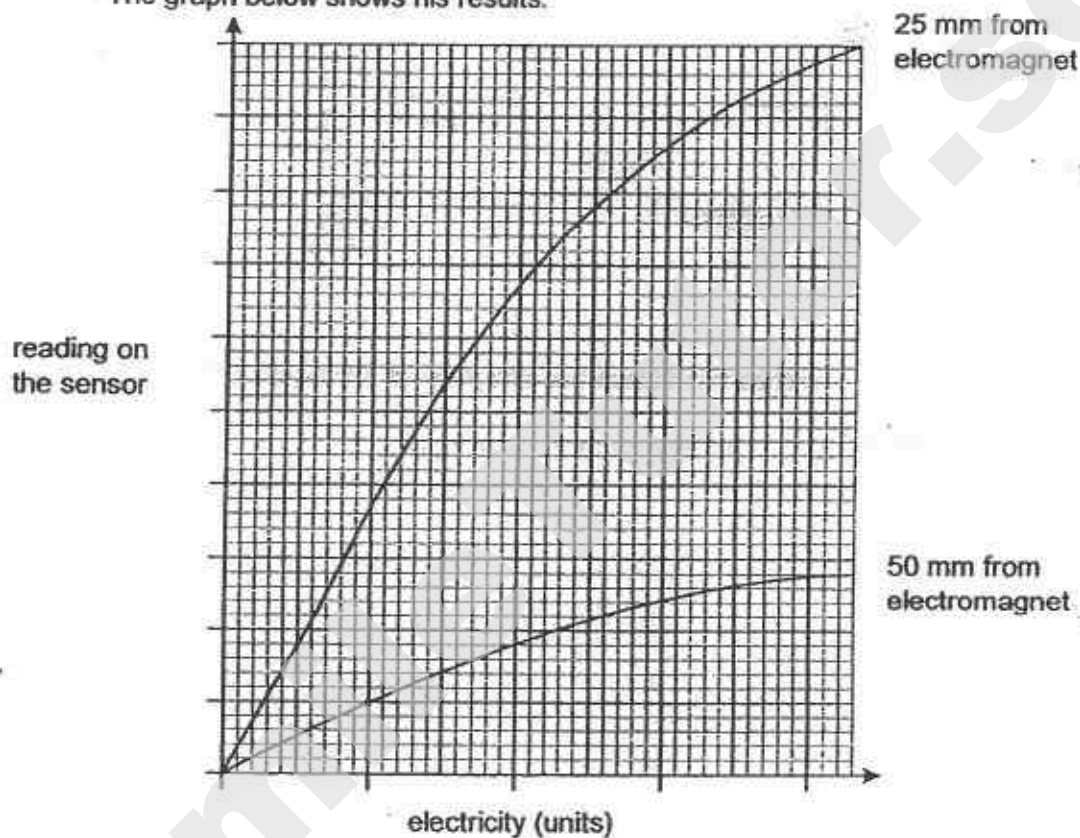 The graph below shows his results.
25 mm from
electromagnet
reading on
the sensor
50 mm from
electromagnet
electricity (units)